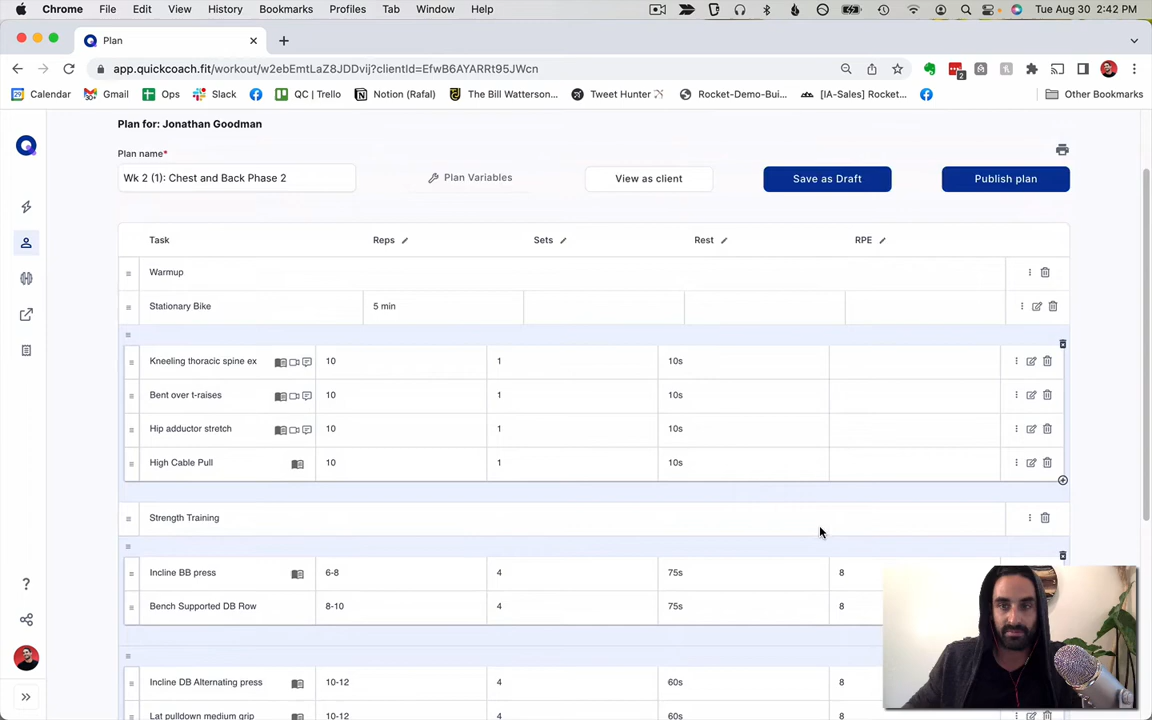 Chrome File Edit View History Bookmarks Profiles Tab Window Help Tue Aug 30 2:42 PM
Plan
app.quickcoach.fit/workout/w2ebEmtLaZ8JDDvij?clientId=EfwB6AYARRt95JWcn
2
31 Calendar Gmail Ops Slack QC | Trello Notion (Rafal) The Bill Watterson... Tweet Hunter Rocket-Demo-Bui... [IA-Sales] Rocket... Other Bookmarks
Plan for: Jonathan Goodman
Plan name*
Wk 2 (1): Chest and Back Phase 2 Plan Variables View as client Save as Draft Publish plan
Task Reps Sets Rest RPE
Warmup
Stationary Bike 5 min
Kneeling thoracic spine ex 10 1 10s
Bent over t-raises 10 1 10s
Hip adductor stretch 10 1 10s
High Cable Pull 10 1 10s
Strength Training
Incline BB press 6-8 4 75s 8
Bench Supported DB Row 8-10 4 75s 8
Incline DB Alternating press 10-12 4 60s 8
Lat pulldown medium grip 10-12 4 60s 8